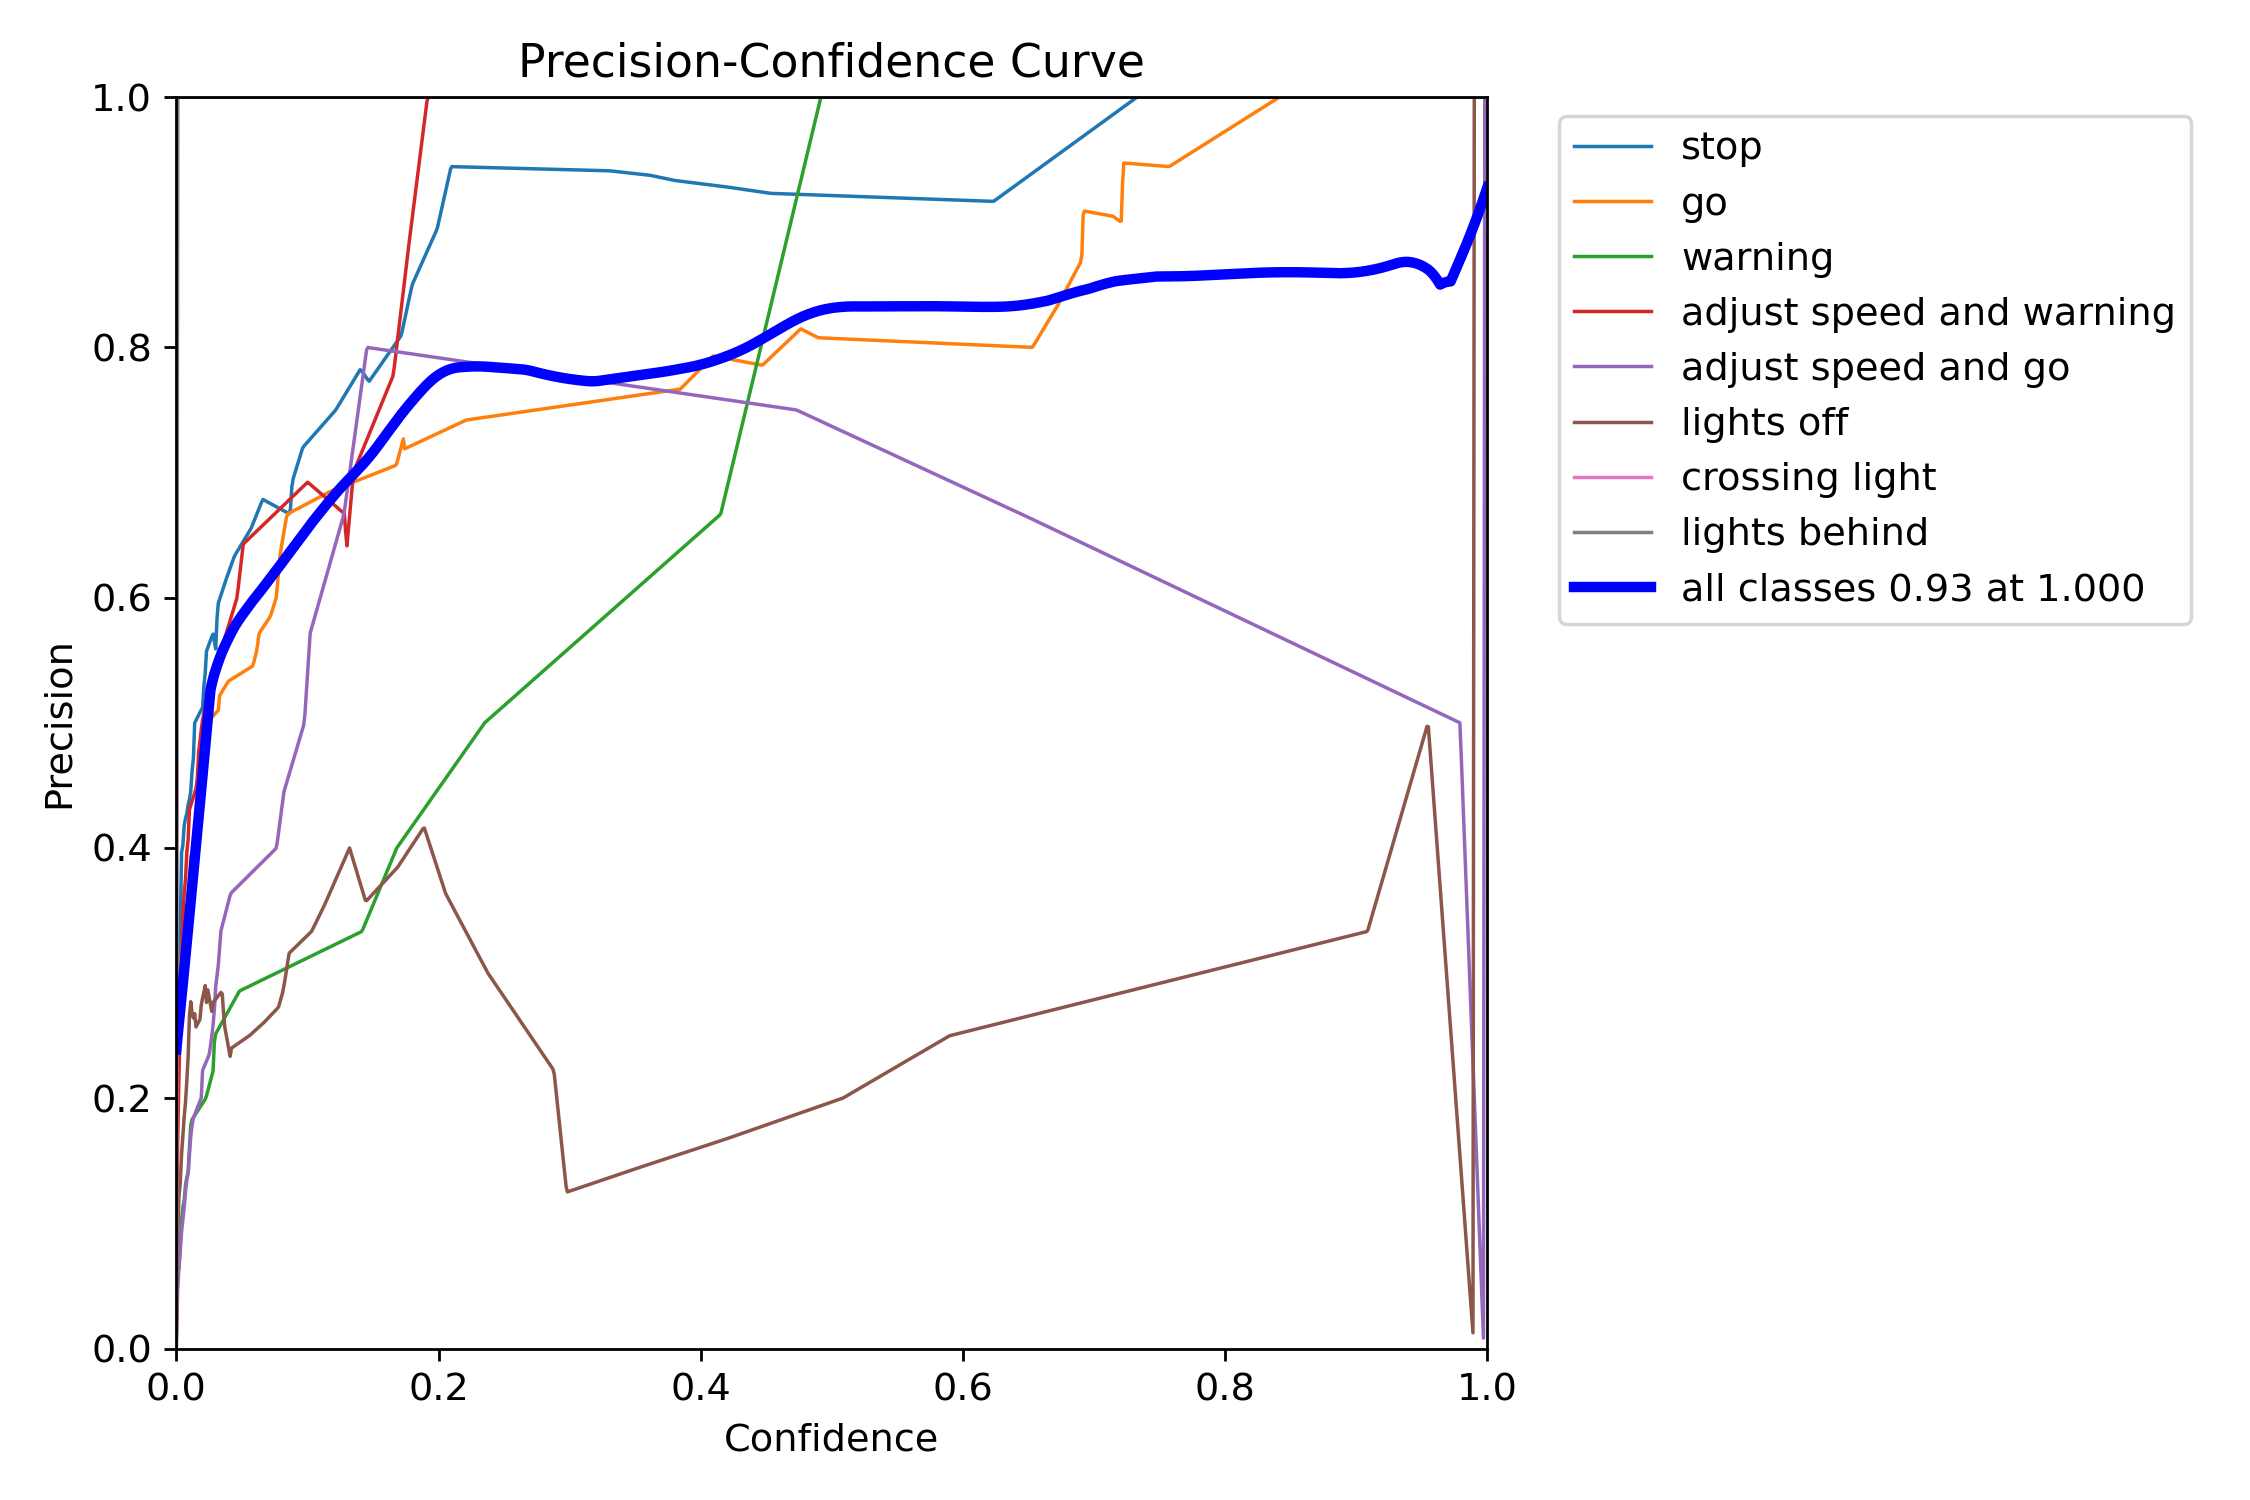 Precision-Confidence Curve
1.0
0.8
0.6
0.4
0.2
0.0
Precision
0.0 0.2 0.4 0.6 0.8 1.0
Confidence
stop
go
warning
adjust speed and warning
adjust speed and go
lights off
crossing light
lights behind
all classes 0.93 at 1.000